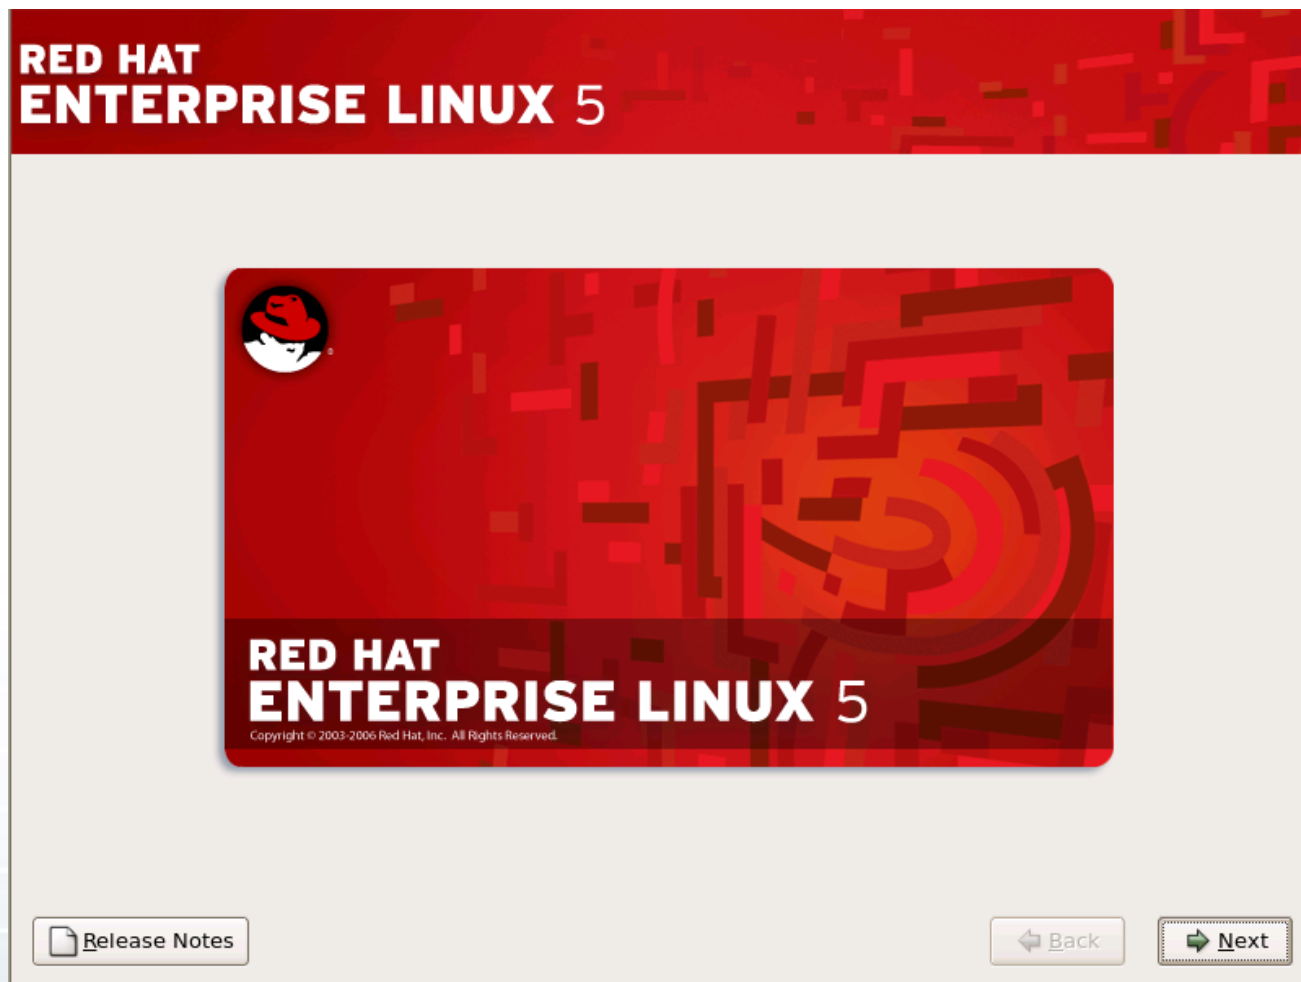 RED HAT
ENTERPRISE LINUX 5
RED HAT
ENTERPRISE LINUX 5
Copyright © 2003-2006 Red Hat, Inc. All Rights Reserved.
Release Notes
Back
Next